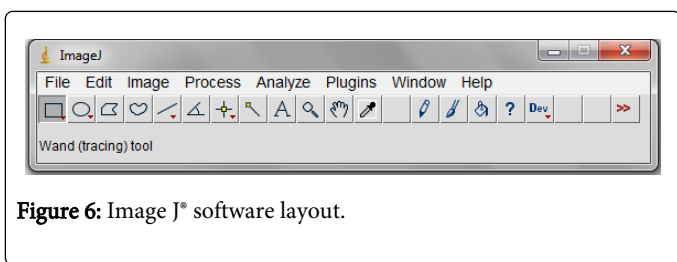 ImageJ
File Edit Image Process Analyze Plugins Window Help
A ? Dev >>
Wand (tracing) tool
Figure 6: Image J® software layout.